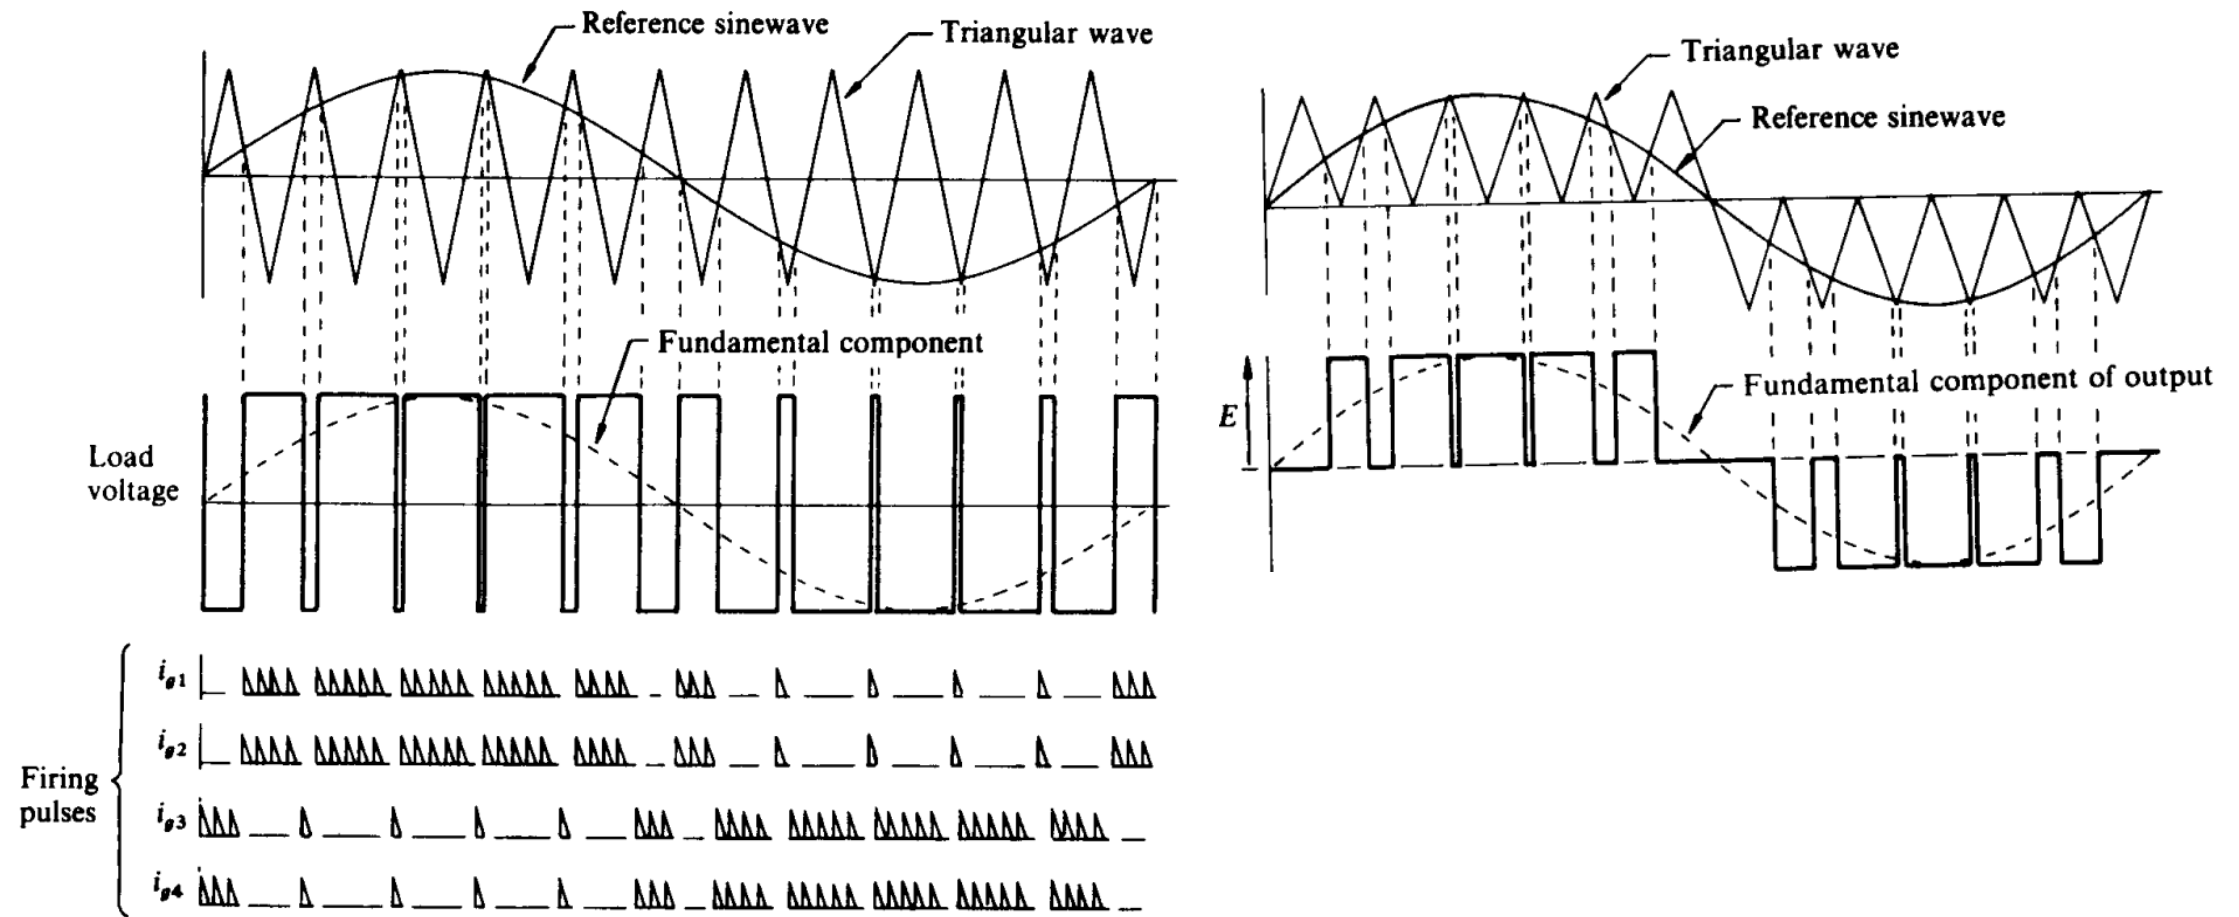 Reference sinewave
Triangular wave
Fundamental component
Load
voltage
Firing
pulses
i_g1
i_g2
i_g3
i_g4
Triangular wave
Reference sinewave
E
Fundamental component of output